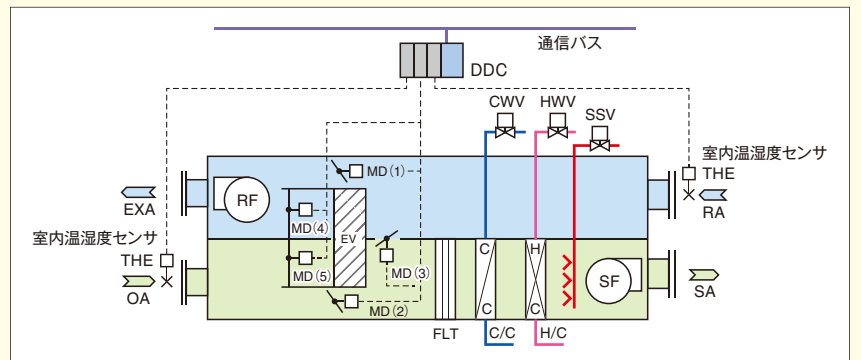 通信バス
DDC
CWV
HWV
SSV
室内温湿度センサ
THE
RA
MD(1)
RF
EXA
MD(4)
EV
室内温湿度センサ
THE
OA
MD(5)
MD(3)
MD(2)
C
C
H
C
SF
SA
FLT
C/C
H/C